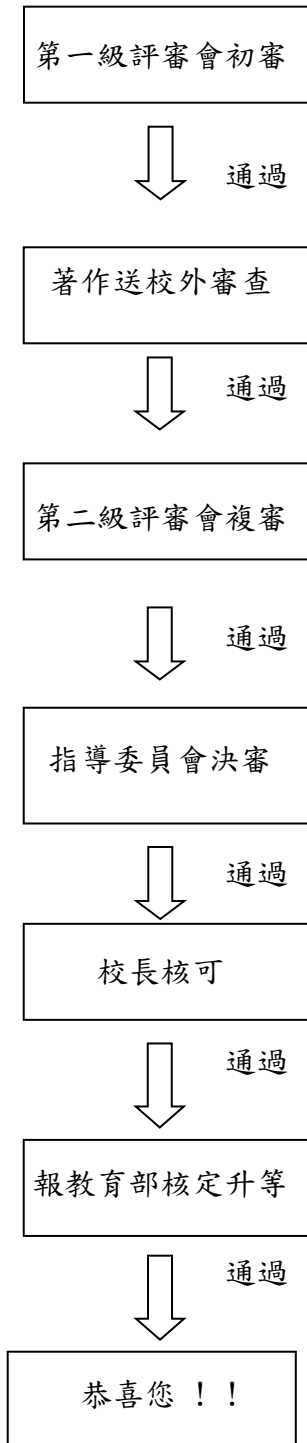 第一級評審會初審
通過
著作送校外審查
通過
第二級評審會複審
通過
指導委員會決審
通過
校長核可
通過
報教育部核定升等
通過
恭喜您！！